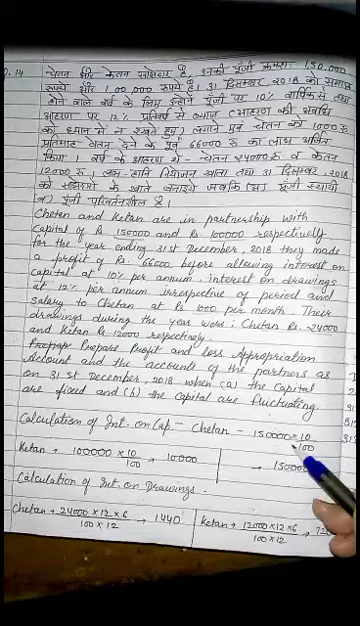 Q.14 चेतन और केतन साझेदार हैं, उनकी पूँजी क्रमशः 1,50,000
रूपये और 1,00,000 रूपये है। 31 दिसम्बर, 2018 को समाप्त
होने वाले वर्ष के लिए उन्होंने पूँजी पर 10% वार्षिक से तथा
आहरण पर 12% प्रतिवर्ष से ब्याज (आहरण की अवधि
को ध्यान में न रखते हुए) लगाने एवं चेतन को 1000 रु
प्रतिमाह वेतन देने के पूर्व 66000 रु का लाभ अर्जित
किया। वर्ष के आहरण थे - चेतन 24000 रु व केतन
12000 रु। लाभ-हानि नियोजन खाता तथा 31 दिसम्बर, 2018
को साझेदारों के खाते बनाइये जबकि (अ) पूँजी स्थायी
ब) पूँजी परिवर्तनशील है।
Chetan and Ketan are in partnership with
Capital of Rs 150000 and Rs. 100000 respectively
for the year ending 31st December, 2018 they made
a profit of Rs. 66000 before allowing interest on
capital at 10% per annum, interest on drawings
at 12% per annum irrespective of period and
salary to Chetan at Rs 1000 per month. Their
drawings during the year were: Chetan Rs. 24000
and Ketan Rs 12000 respectively.
Prepare Profit and loss Appropriation
Account and the accounts of the partners as
on 31 st December, 2018 when (a) the Capital
are fixed and (b) the capital are fluctuating.
Calculation of Int. on Cap - Chetan - 150000 × 10/100
Ketan → 100000 × 10/100 → 10,000
→ 15000
Calculation of Int. on Drawings.
Chetan → 24000 × 12 × 6/100 × 12 → 1440
Ketan → 12000 × 12 × 6/100 × 12 →